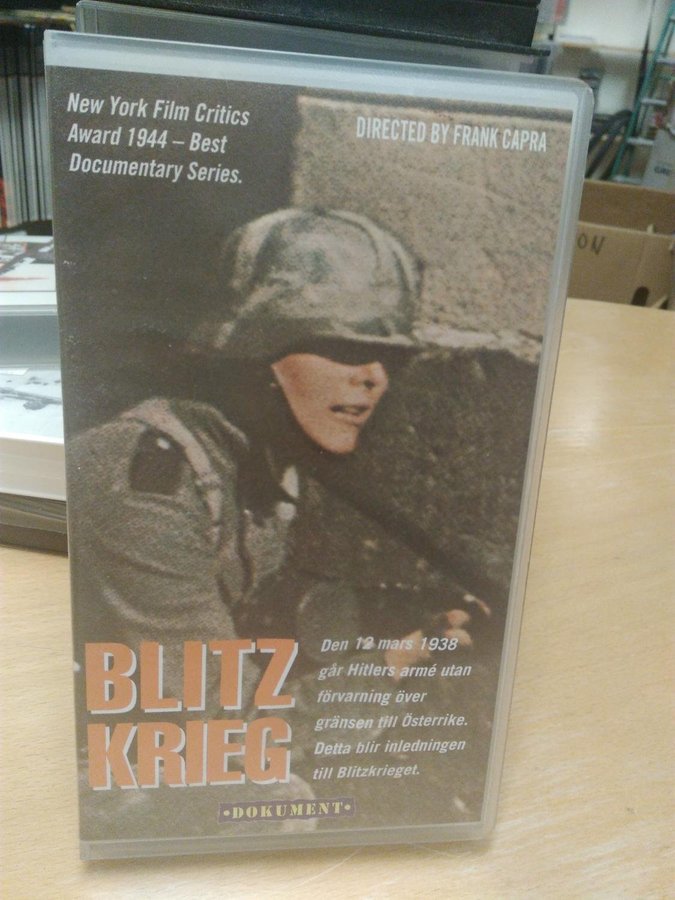 New York Film Critics
Award 1944 – Best
Documentary Series.
DIRECTED BY FRANK CAPRA
BLITZ
KRIEG
Den 12 mars 1938
går Hitlers armé utan
förvarning över
gränsen till Österrike.
Detta blir inledningen
till Blitzkrieget.
•DOKUMENT•
ON